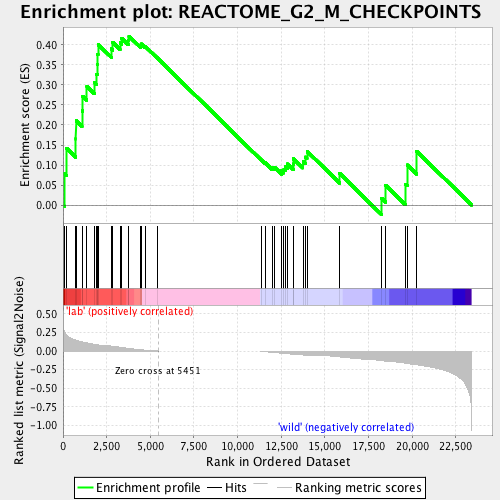 Enrichment plot: REACTOME_G2_M_CHECKPOINTS
Enrichment score (ES)
0.40
0.35
0.30
0.25
0.20
0.15
0.10
0.05
0.00
'lab' (positively correlated)
Ranked list metric (Signal2Noise)
0.50
0.25
0.00
-0.25
-0.50
-0.75
-1.00
Zero cross at 5451
'wild' (negatively correlated)
0 2,500 5,000 7,500 10,000 12,500 15,000 17,500 20,000 22,500
Rank in Ordered Dataset
Enrichment profile Hits Ranking metric scores